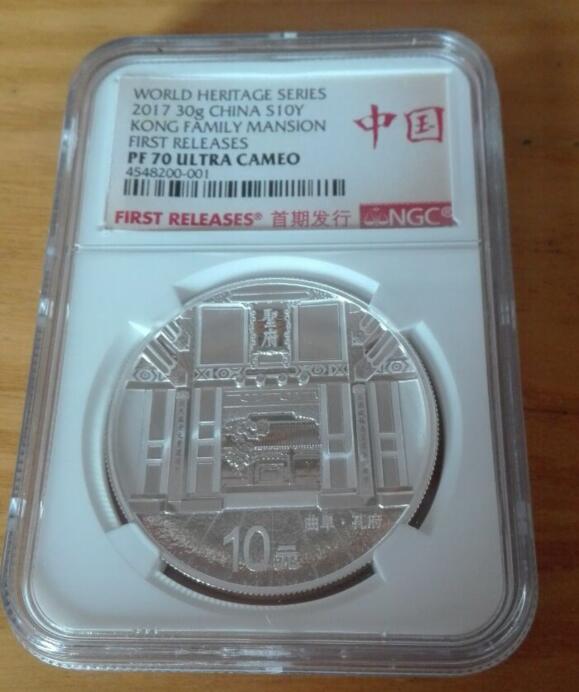 WORLD HERITAGE SERIES
2017 30g CHINA S10Y
KONG FAMILY MANSION
FIRST RELEASES
PF 70 ULTRA CAMEO
4548200-001
中国
FIRST RELEASES® 首期发行 NGC®
聖府
曲阜·孔府
10元